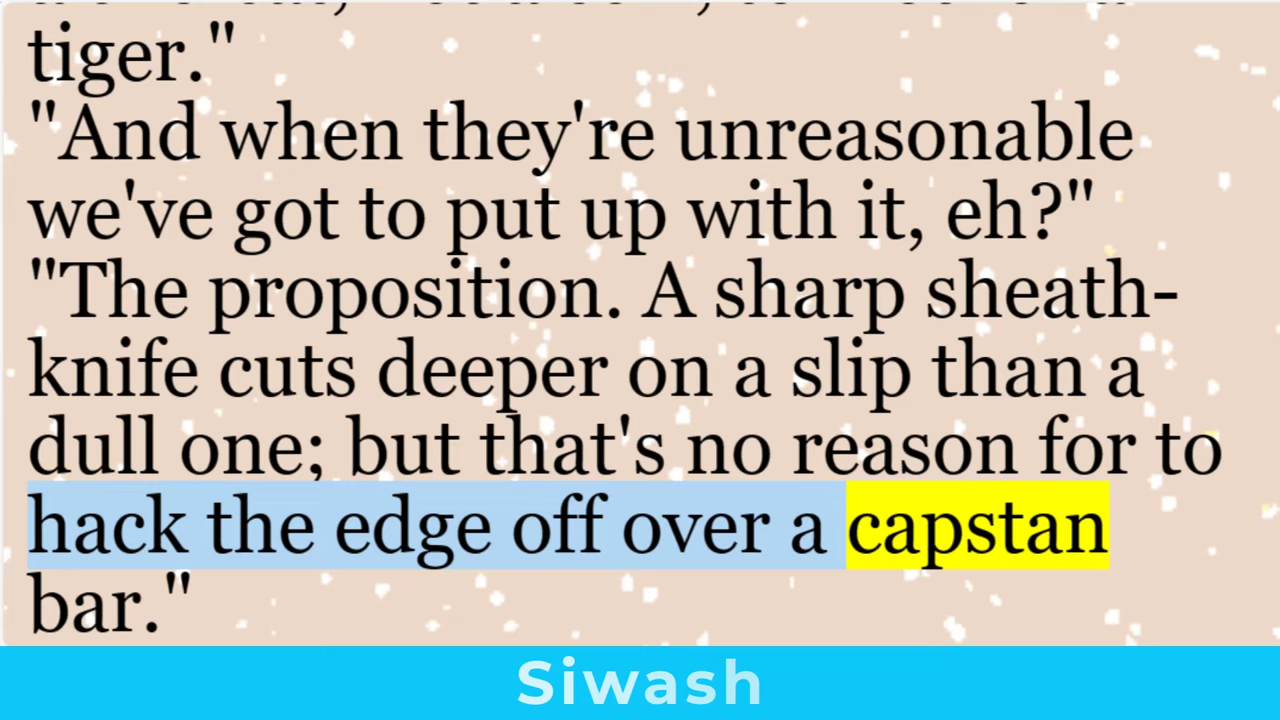 tiger."
"And when they're unreasonable
we've got to put up with it, eh?"
"The proposition. A sharp sheath-
knife cuts deeper on a slip than a
dull one; but that's no reason for to
hack the edge off over a capstan
bar."
Siwash